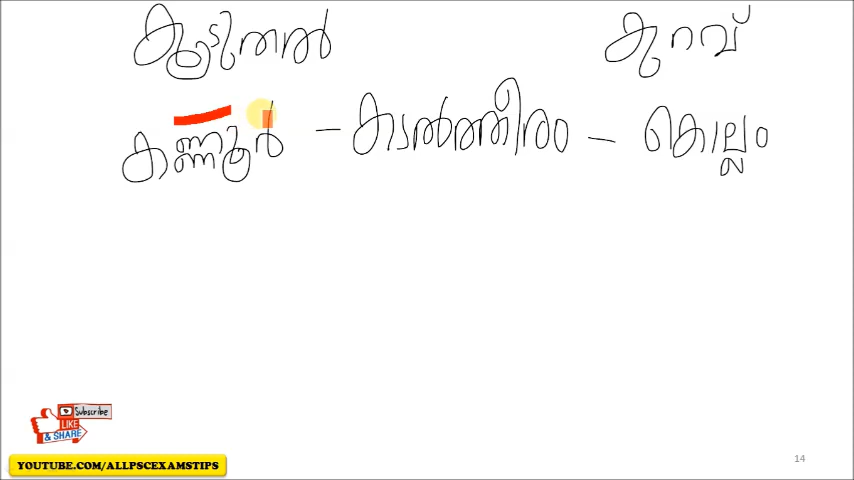 കൂടുതൽ കുറവ്
കണ്ണൂർ - കടൽത്തീരം - കൊല്ലം
Subscribe
LIKE
& SHARE
14
YOUTUBE.COM/ALLPSCEXAMSTIPS